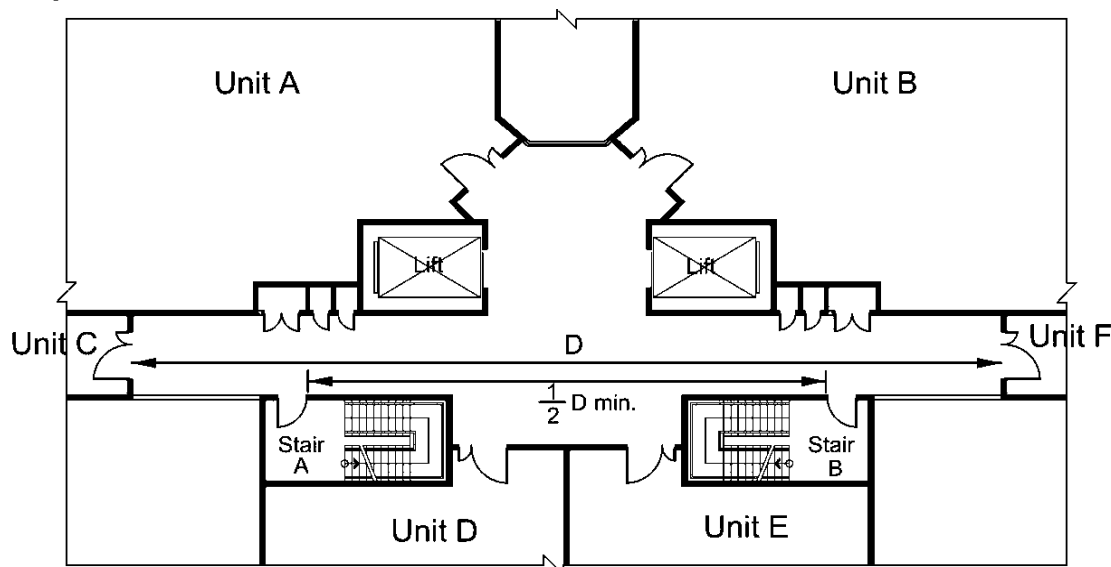 Unit A
Unit B
Lift
Lift
Unit C
D
Unit F
1/2 D min.
Stair
A
Stair
B
Unit D
Unit E